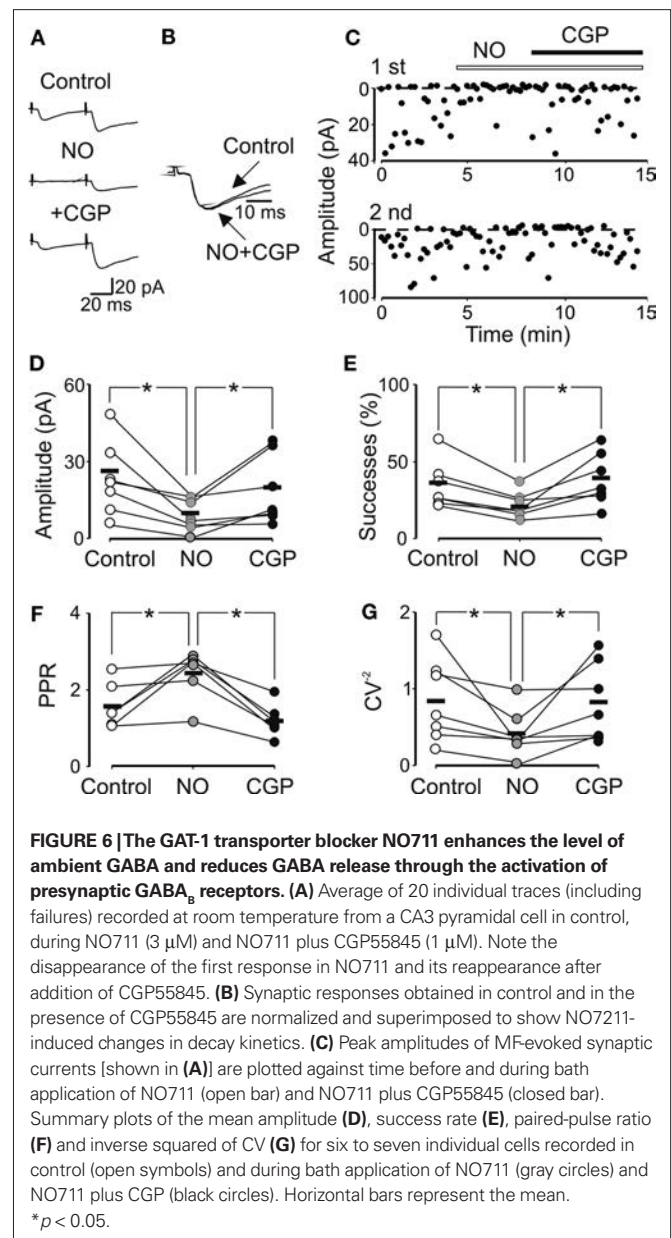 A
B
C
Control
NO
+CGP
20 pA
20 ms
Control
10 ms
NO+CGP
NO
CGP
1 st
0
20
40
0
5
10
15
Amplitude (pA)
2 nd
0
50
100
0
5
10
15
Time (min)
D
Amplitude (pA)
60
30
0
*
*
Control
NO
CGP
E
Successes (%)
100
50
0
*
*
Control
NO
CGP
F
PPR
4
2
0
*
*
Control
NO
CGP
G
CV⁻²
2
1
0
*
*
Control
NO
CGP
FIGURE 6 | The GAT-1 transporter blocker NO711 enhances the level of
ambient GABA and reduces GABA release through the activation of
presynaptic GABA_B receptors. (A) Average of 20 individual traces (including
failures) recorded at room temperature from a CA3 pyramidal cell in control,
during NO711 (3 μM) and NO711 plus CGP55845 (1 μM). Note the
disappearance of the first response in NO711 and its reappearance after
addition of CGP55845. (B) Synaptic responses obtained in control and in the
presence of CGP55845 are normalized and superimposed to show NO7211-
induced changes in decay kinetics. (C) Peak amplitudes of MF-evoked synaptic
currents [shown in (A)] are plotted against time before and during bath
application of NO711 (open bar) and NO711 plus CGP55845 (closed bar).
Summary plots of the mean amplitude (D), success rate (E), paired-pulse ratio
(F) and inverse squared of CV (G) for six to seven individual cells recorded in
control (open symbols) and during bath application of NO711 (gray circles) and
NO711 plus CGP (black circles). Horizontal bars represent the mean.
*p < 0.05.